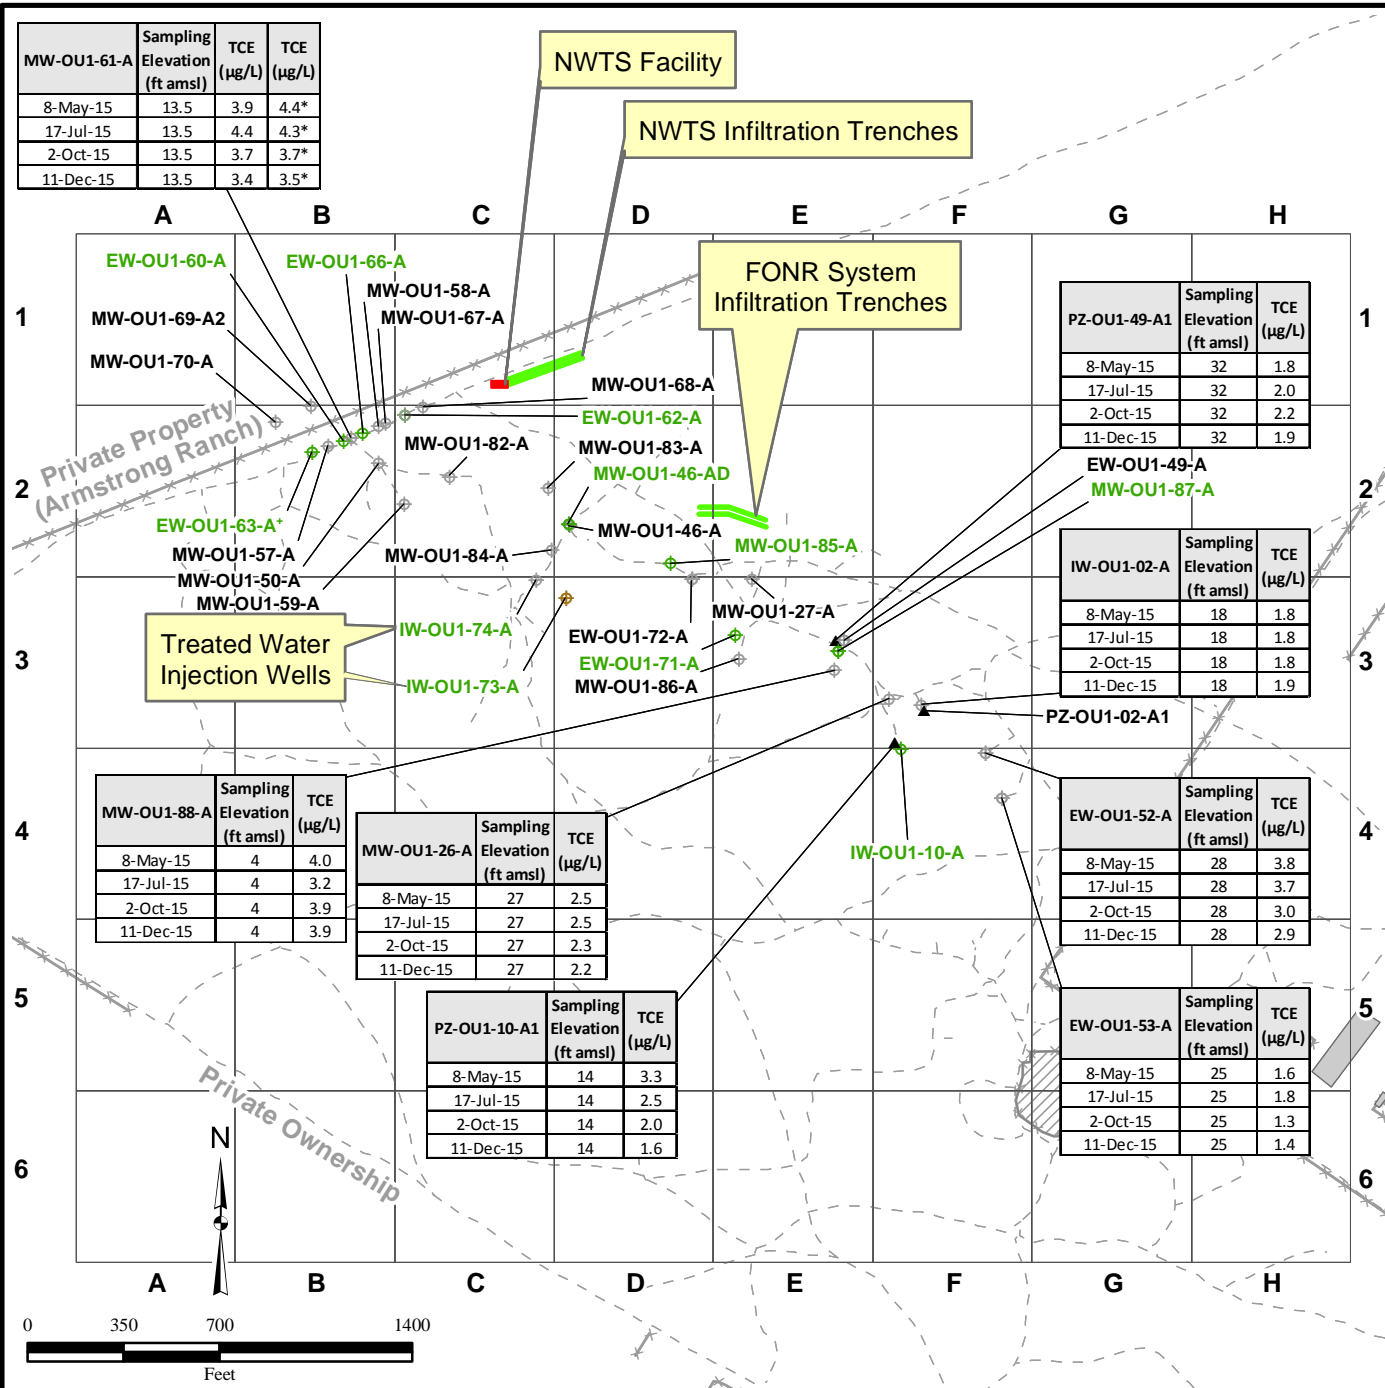 MW-OU1-61-A Sampling Elevation (ft amsl) TCE (µg/L) TCE (µg/L)
8-May-15 13.5 3.9 4.4*
17-Jul-15 13.5 4.4 4.3*
2-Oct-15 13.5 3.7 3.7*
11-Dec-15 13.5 3.4 3.5*
NWTS Facility
NWTS Infiltration Trenches
A B C D E F G H
FONR System
Infiltration Trenches
EW-OU1-60-A
EW-OU1-66-A
MW-OU1-58-A
MW-OU1-67-A
MW-OU1-69-A2
MW-OU1-70-A
1
1
PZ-OU1-49-A1 Sampling Elevation (ft amsl) TCE (µg/L)
8-May-15 32 1.8
17-Jul-15 32 2.0
2-Oct-15 32 2.2
11-Dec-15 32 1.9
MW-OU1-68-A
EW-OU1-62-A
MW-OU1-82-A
MW-OU1-83-A
MW-OU1-46-AD
Private Property
(Armstrong Ranch)
EW-OU1-49-A
MW-OU1-87-A
2
2
EW-OU1-63-A+
MW-OU1-57-A
MW-OU1-50-A
MW-OU1-59-A
MW-OU1-84-A
MW-OU1-46-A
MW-OU1-85-A
MW-OU1-27-A
IW-OU1-02-A Sampling Elevation (ft amsl) TCE (µg/L)
8-May-15 18 1.8
17-Jul-15 18 1.8
2-Oct-15 18 1.8
11-Dec-15 18 1.9
Treated Water
Injection Wells
IW-OU1-74-A
IW-OU1-73-A
EW-OU1-72-A
EW-OU1-71-A
MW-OU1-86-A
PZ-OU1-02-A1
3
3
MW-OU1-88-A Sampling Elevation (ft amsl) TCE (µg/L)
8-May-15 4 4.0
17-Jul-15 4 3.2
2-Oct-15 4 3.9
11-Dec-15 4 3.9
MW-OU1-26-A Sampling Elevation (ft amsl) TCE (µg/L)
8-May-15 27 2.5
17-Jul-15 27 2.5
2-Oct-15 27 2.3
11-Dec-15 27 2.2
IW-OU1-10-A
EW-OU1-52-A Sampling Elevation (ft amsl) TCE (µg/L)
8-May-15 28 3.8
17-Jul-15 28 3.7
2-Oct-15 28 3.0
11-Dec-15 28 2.9
4
4
PZ-OU1-10-A1 Sampling Elevation (ft amsl) TCE (µg/L)
8-May-15 14 3.3
17-Jul-15 14 2.5
2-Oct-15 14 2.0
11-Dec-15 14 1.6
EW-OU1-53-A Sampling Elevation (ft amsl) TCE (µg/L)
8-May-15 25 1.6
17-Jul-15 25 1.8
2-Oct-15 25 1.3
11-Dec-15 25 1.4
5
5
Private Ownership
N
6
6
A B C D E F G H
0 350 700 1400
Feet